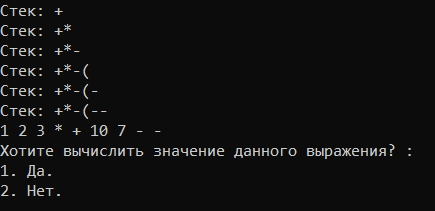 Стек: +
Стек: +*
Стек: +*-
Стек: +*-(
Стек: +*-(-
Стек: +*-(--
1 2 3 * + 10 7 - -
Хотите вычислить значение данного выражения? :
1. Да.
2. Нет.